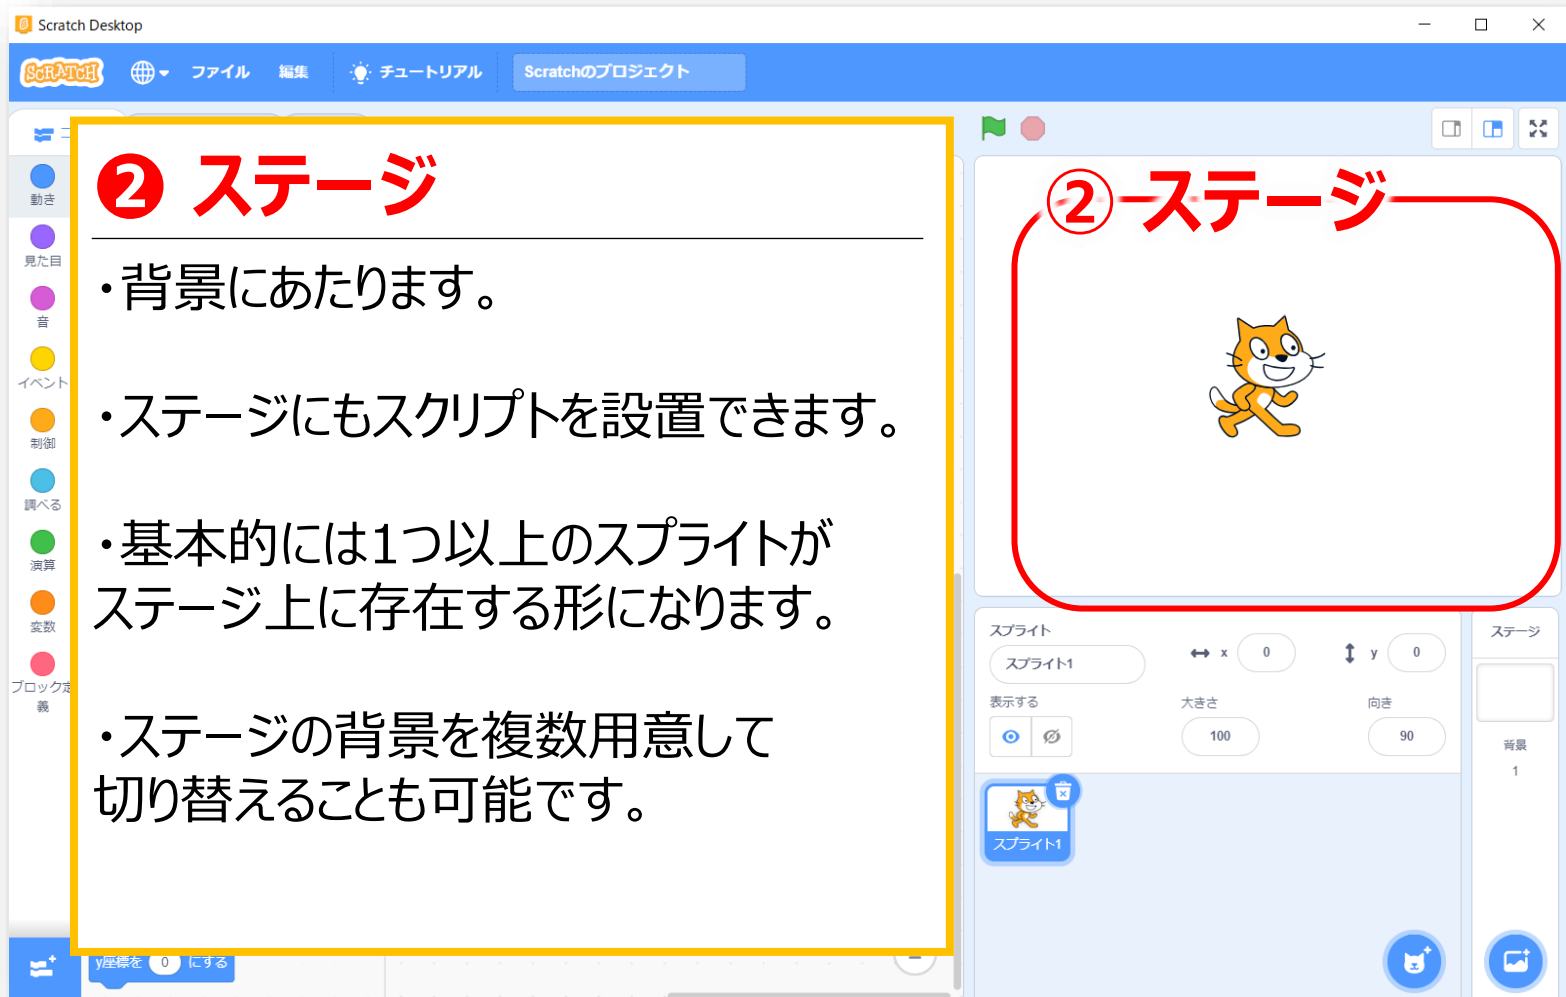 Scratch Desktop
SCRATCH
ファイル 編集 チュートリアル Scratchのプロジェクト
動き
見た目
音
イベント
制御
調べる
演算
変数
ブロック定
義
❷ ステージ
・背景にあたります。
・ステージにもスクリプトを設置できます。
・基本的には1つ以上のスプライトが
ステージ上に存在する形になります。
・ステージの背景を複数用意して
切り替えることも可能です。
y座標を 0 にする
② ステージ
スプライト
スプライト1
x 0 y 0
表示する 大きさ 向き
100 90
スプライト1
ステージ
背景
1